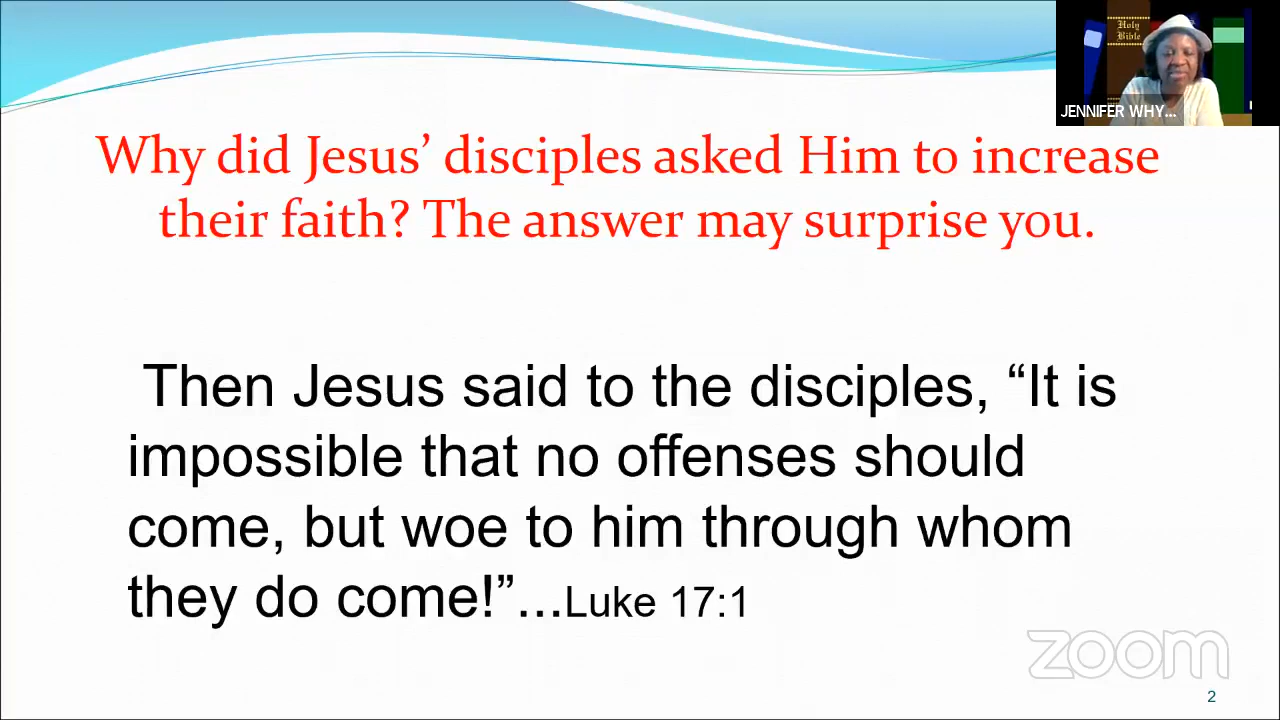 Holy
Bible
JENNIFER WHY...
Why did Jesus’ disciples asked Him to increase
their faith? The answer may surprise you.
Then Jesus said to the disciples, “It is
impossible that no offenses should
come, but woe to him through whom
they do come!”...Luke 17:1
zoom
2